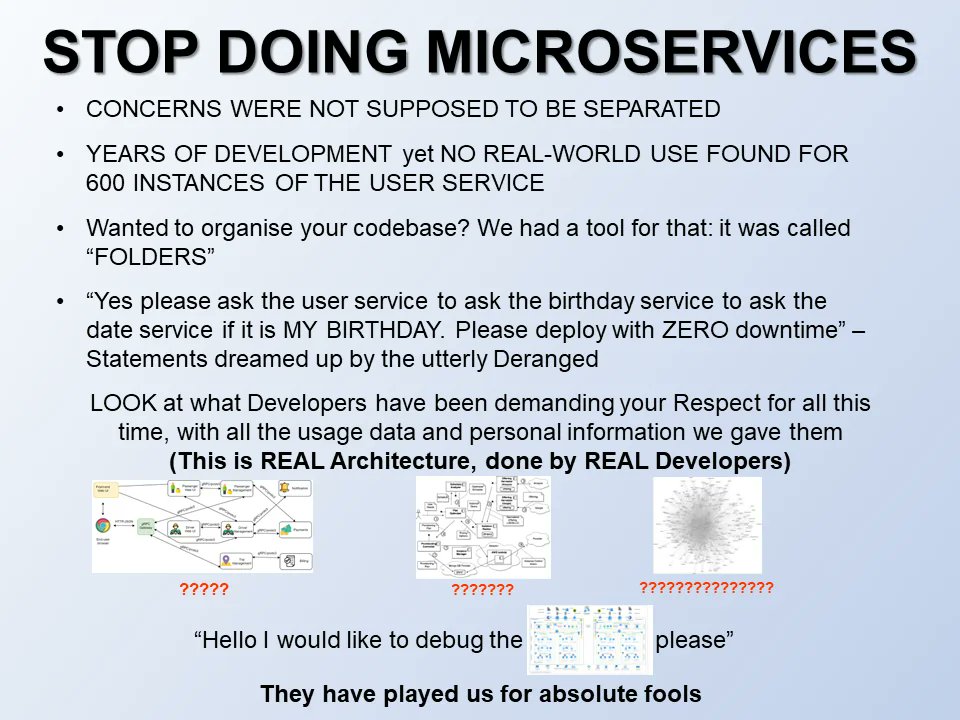 STOP DOING MICROSERVICES
• CONCERNS WERE NOT SUPPOSED TO BE SEPARATED
• YEARS OF DEVELOPMENT yet NO REAL-WORLD USE FOUND FOR
600 INSTANCES OF THE USER SERVICE
• Wanted to organise your codebase? We had a tool for that: it was called
“FOLDERS”
• “Yes please ask the user service to ask the birthday service to ask the
date service if it is MY BIRTHDAY. Please deploy with ZERO downtime” –
Statements dreamed up by the utterly Deranged
LOOK at what Developers have been demanding your Respect for all this
time, with all the usage data and personal information we gave them
(This is REAL Architecture, done by REAL Developers)
?????
???????
???????????????
“Hello I would like to debug the
please”
They have played us for absolute fools